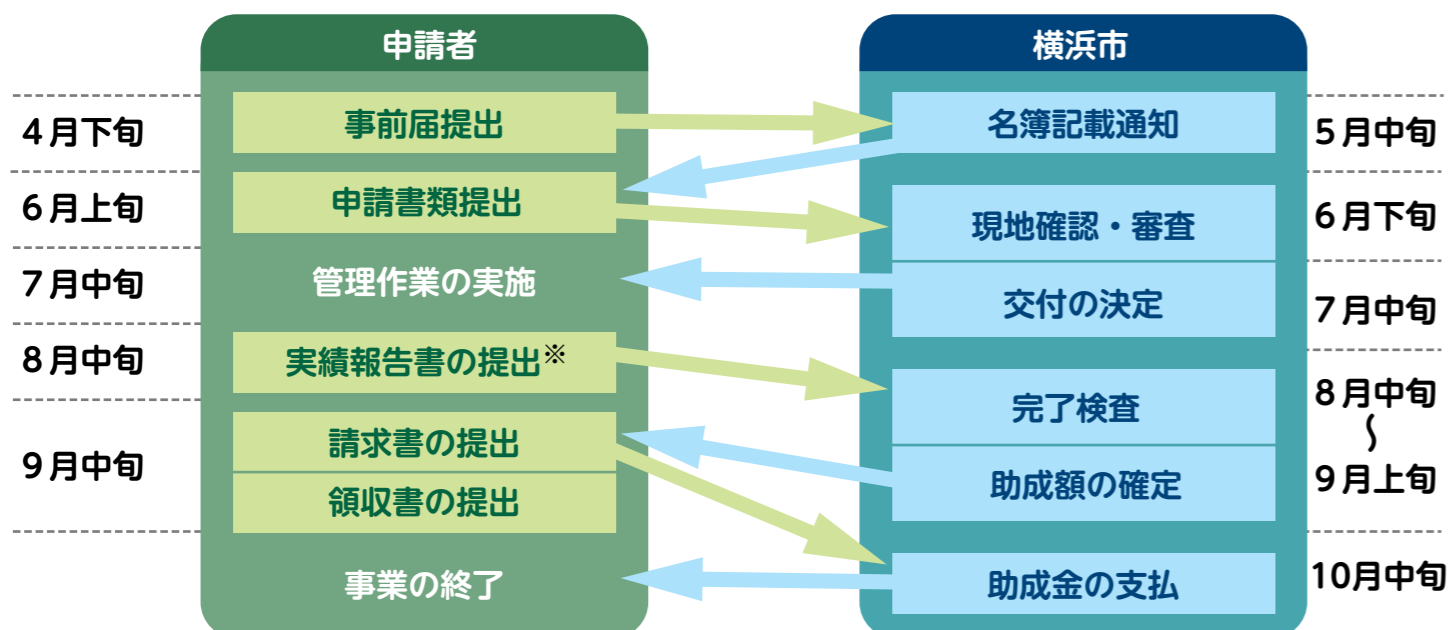 申請者
横浜市
4月下旬
事前届提出
名簿記載通知
5月中旬
6月上旬
申請書類提出
現地確認・審査
6月下旬
7月中旬
管理作業の実施
交付の決定
7月中旬
8月中旬
実績報告書の提出※
完了検査
8月中旬
〜
9月上旬
9月中旬
請求書の提出
領収書の提出
助成額の確定
事業の終了
助成金の支払
10月中旬